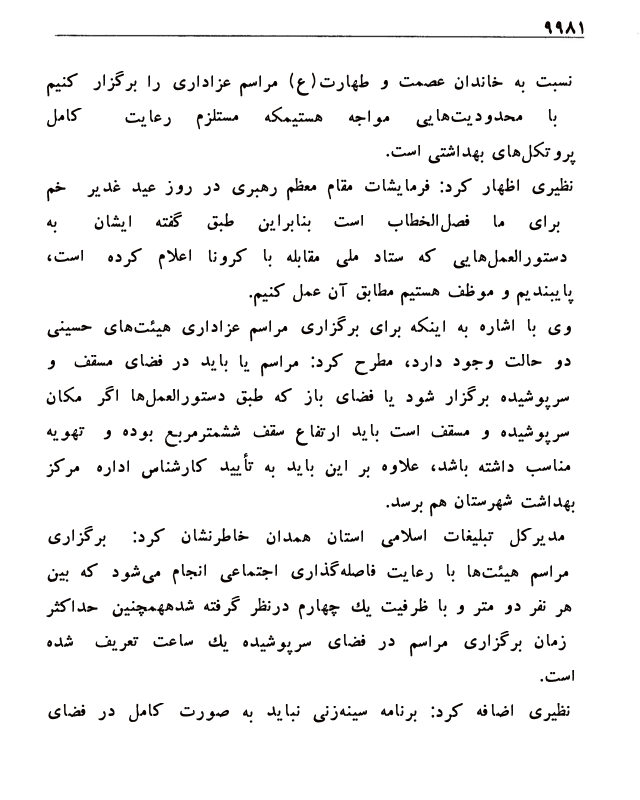 ۹۹۸۱
نسبت به خاندان عصمت و طهارت(ع) مراسم عزاداری را برگزار کنیم
با محدودیت‌هایی مواجه هستیمکه مستلزم رعایت کامل
پروتکل‌های بهداشتی است.
نظیری اظهار کرد: فرمایشات مقام معظم رهبری در روز عید غدیر خم
برای ما فصل‌الخطاب است بنابراین طبق گفته ایشان به
دستورالعمل‌هایی که ستاد ملی مقابله با کرونا اعلام کرده است،
پایبندیم و موظف هستیم مطابق آن عمل کنیم.
وی با اشاره به اینکه برای برگزاری مراسم عزاداری هیئت‌های حسینی
دو حالت وجود دارد، مطرح کرد: مراسم یا باید در فضای مسقف و
سرپوشیده برگزار شود یا فضای باز که طبق دستورالعمل‌ها اگر مکان
سرپوشیده و مسقف است باید ارتفاع سقف ششمترمربع بوده و تهویه
مناسب داشته باشد، علاوه بر این باید به تأیید کارشناس اداره مرکز
بهداشت شهرستان هم برسد.
مدیرکل تبلیغات اسلامی استان همدان خاطرنشان کرد: برگزاری
مراسم هیئت‌ها با رعایت فاصله‌گذاری اجتماعی انجام می‌شود که بین
هر نفر دو متر و با ظرفیت یك چهارم درنظر گرفته شدههمچنین حداکثر
زمان برگزاری مراسم در فضای سرپوشیده یك ساعت تعریف شده
است.
نظیری اضافه کرد: برنامه سینه‌زنی نباید به صورت کامل در فضای